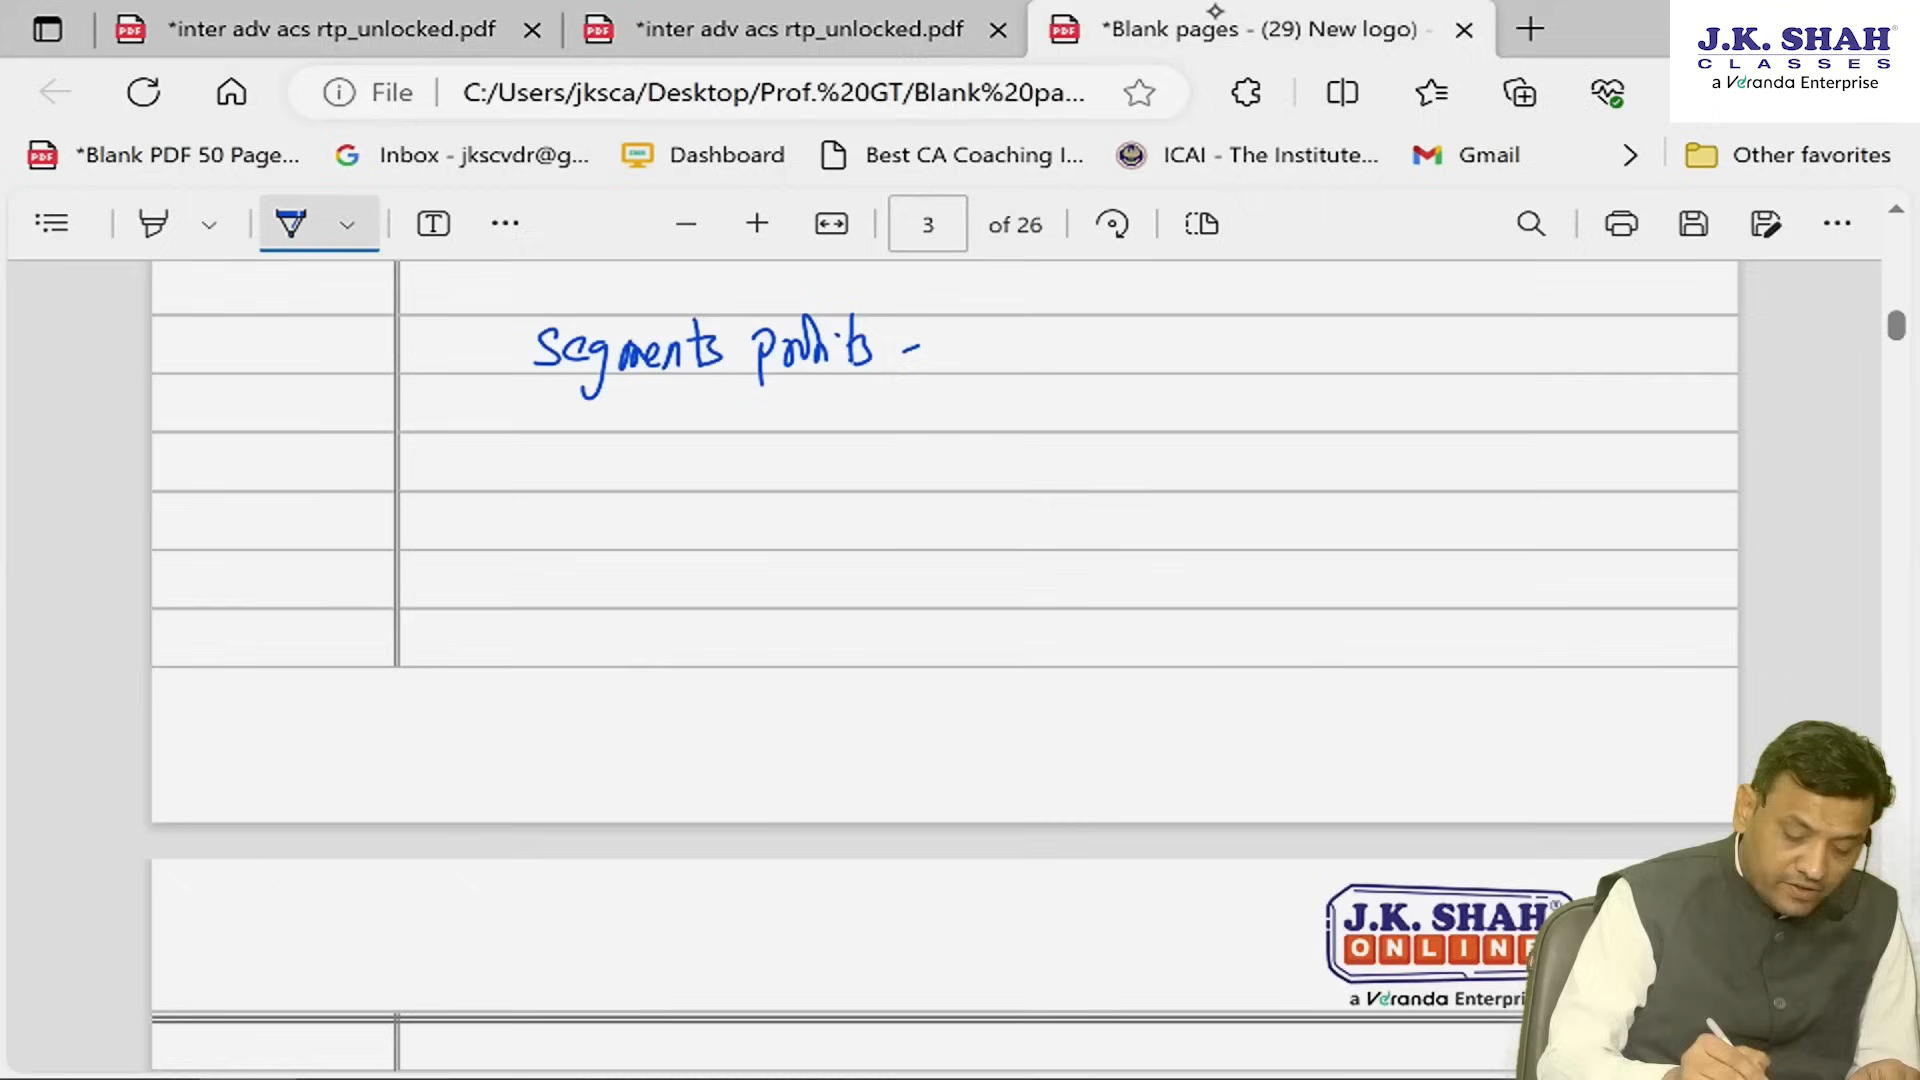 *inter adv acs rtp_unlocked.pdf
*inter adv acs rtp_unlocked.pdf
*Blank pages - (29) New logo) -
J.K. SHAH
CLASSES
a Veranda Enterprise
File
C:/Users/jksca/Desktop/Prof.%20GT/Blank%20pa...
*Blank PDF 50 Page...
Inbox - jkscvdr@g...
Dashboard
Best CA Coaching I...
ICAI - The Institute...
Gmail
Other favorites
3 of 26
Segments profits -
J.K. SHAH
ONLINE
a Veranda Enterpri